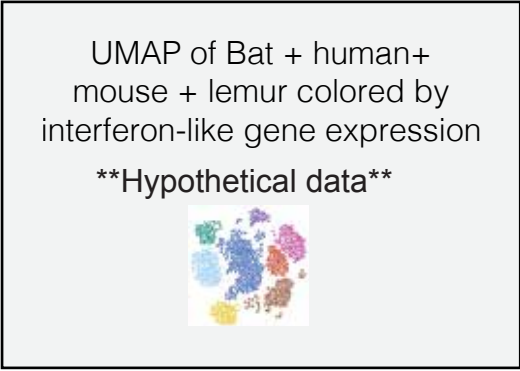 UMAP of Bat + human+
mouse + lemur colored by
interferon-like gene expression
**Hypothetical data**